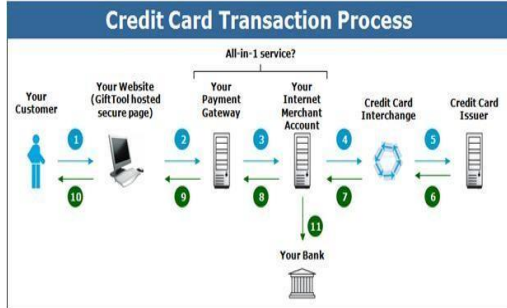 Credit Card Transaction Process
All-in-1 service?
Your
Customer
Your Website
(GiftTool hosted
secure page)
Your
Payment
Gateway
Your
Internet
Merchant
Account
Credit Card
Interchange
Credit Card
Issuer
1
2
3
4
5
10
9
8
7
6
11
Your Bank